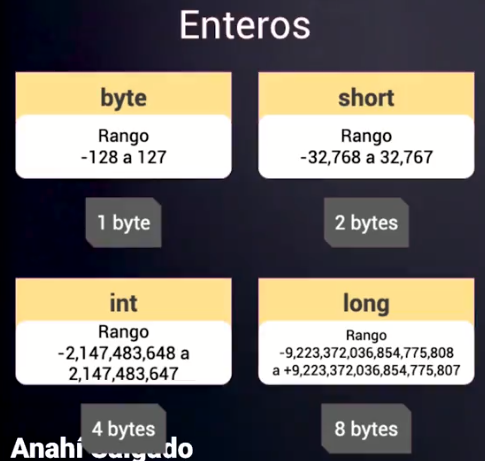 Enteros
byte
Rango
-128 a 127
1 byte
short
Rango
-32,768 a 32,767
2 bytes
int
Rango
-2,147,483,648 a
2,147,483,647
4 bytes
long
Rango
-9,223,372,036,854,775,808
a +9,223,372,036,854,775,807
8 bytes
Anahí Salgado